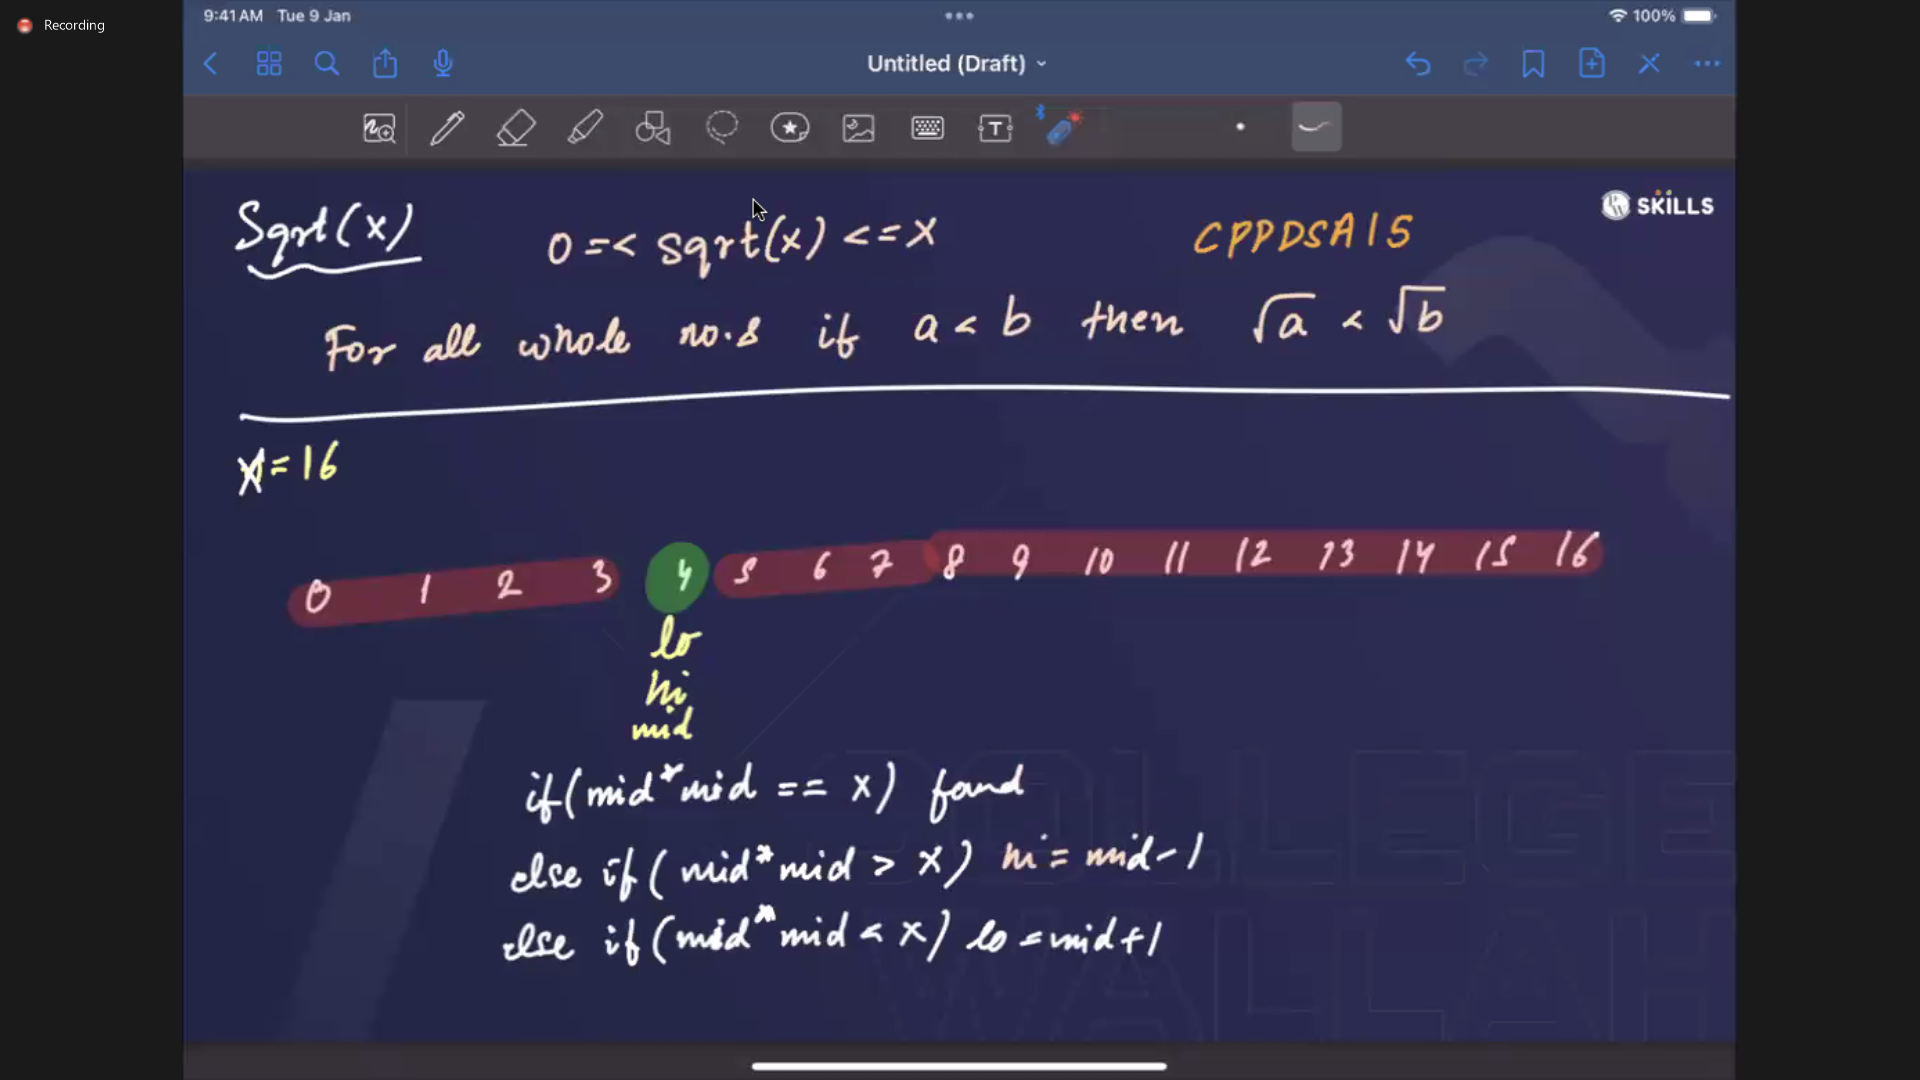 Recording
9:41 AM Tue 9 Jan
100%
Untitled (Draft)
T
SKILLS
Sqrt(x) 0 =< sqrt(x) <= x CPPDSA15
For all whole no.s if a < b then √a < √b
x = 16
0 1 2 3 4 5 6 7 8 9 10 11 12 13 14 15 16
lo
hi
mid
if(mid*mid == x) found
else if (mid*mid > x) hi = mid-1
else if (mid*mid < x) lo = mid+1
COLLEGE
WALLAH